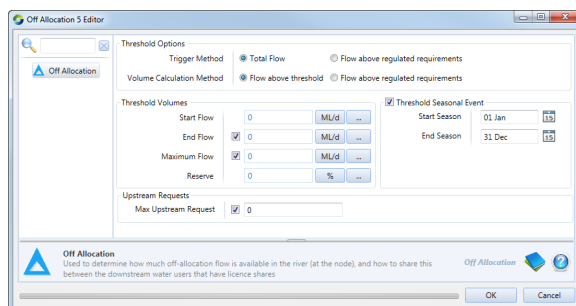 Off Allocation 5 Editor
Off Allocation
Threshold Options
Trigger Method Total Flow Flow above regulated requirements
Volume Calculation Method Flow above threshold Flow above regulated requirements
Threshold Volumes
Start Flow 0 ML/d ...
End Flow 0 ML/d ...
Maximum Flow 0 ML/d ...
Reserve 0 % ...
Threshold Seasonal Event
Start Season 01 Jan 15
End Season 31 Dec 15
Upstream Requests
Max Upstream Request 0
Off Allocation
Used to determine how much off-allocation flow is available in the river (at the node), and how to share this
between the downstream water users that have licence shares
Off Allocation ?
OK Cancel